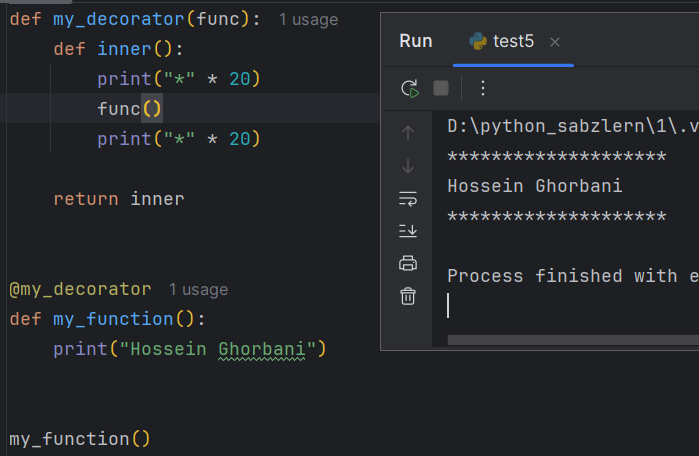 def my_decorator(func): 1 usage
def inner():
print("*" * 20)
func()
print("*" * 20)
return inner
@my_decorator 1 usage
def my_function():
print("Hossein Ghorbani")
my_function()
Run test5
D:\python_sabzlern\1\.v
********************
Hossein Ghorbani
********************
Process finished with e